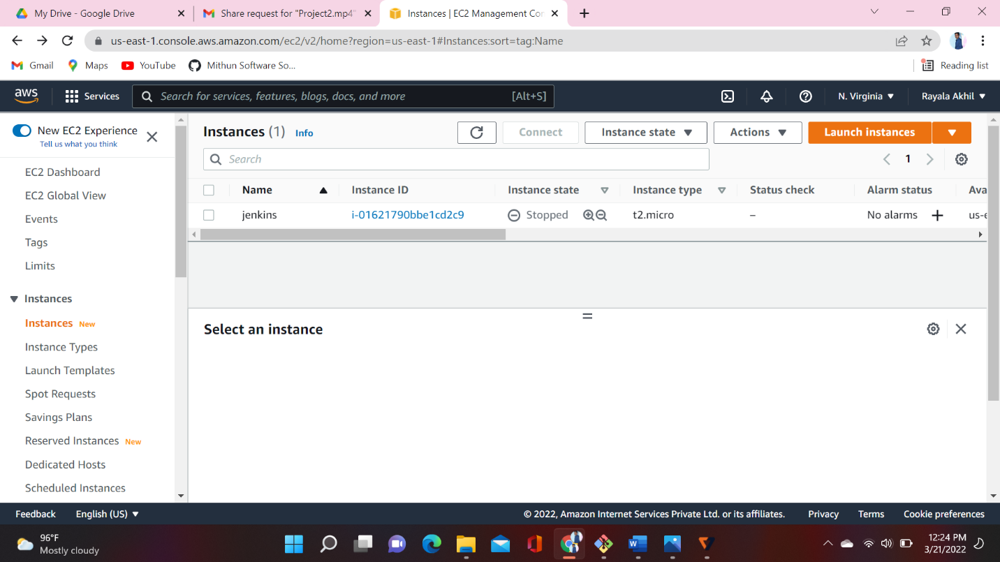 My Drive - Google Drive
Share request for "Project2.mp4"
Instances | EC2 Management Con
us-east-1.console.aws.amazon.com/ec2/v2/home?region=us-east-1#Instances:sort=tag:Name
Gmail Maps YouTube Mithun Software So...
Reading list
aws Services Search for services, features, blogs, docs, and more [Alt+S] N. Virginia ▼ Rayala Akhil ▼
New EC2 Experience
Tell us what you think
EC2 Dashboard
EC2 Global View
Events
Tags
Limits
Instances
Instances New
Instance Types
Launch Templates
Spot Requests
Savings Plans
Reserved Instances New
Dedicated Hosts
Scheduled Instances
Instances (1) Info
Connect Instance state ▼ Actions ▼ Launch instances ▼
Search
1
Name Instance ID Instance state Instance type Status check Alarm status Ava
jenkins i-01621790bbe1cd2c9 Stopped t2.micro – No alarms + us-e
Select an instance
Feedback English (US) ▼ © 2022, Amazon Internet Services Private Ltd. or its affiliates. Privacy Terms Cookie preferences
96°F
Mostly cloudy
12:24 PM
3/21/2022